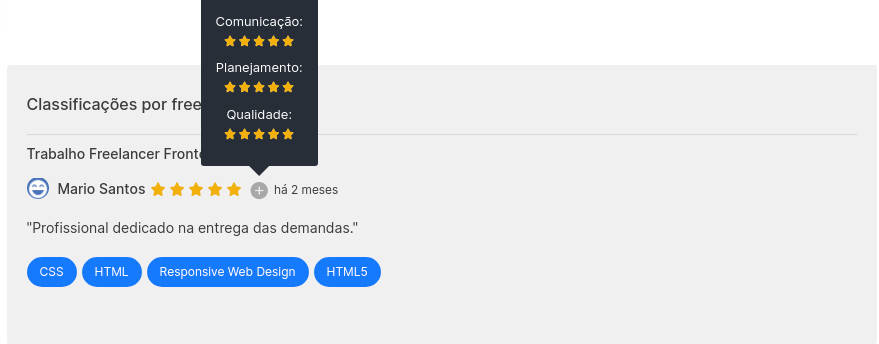 Comunicação:
Planejamento:
Qualidade:
Classificações por free
Trabalho Freelancer Fronte
Mario Santos há 2 meses
"Profissional dedicado na entrega das demandas."
CSS HTML Responsive Web Design HTML5